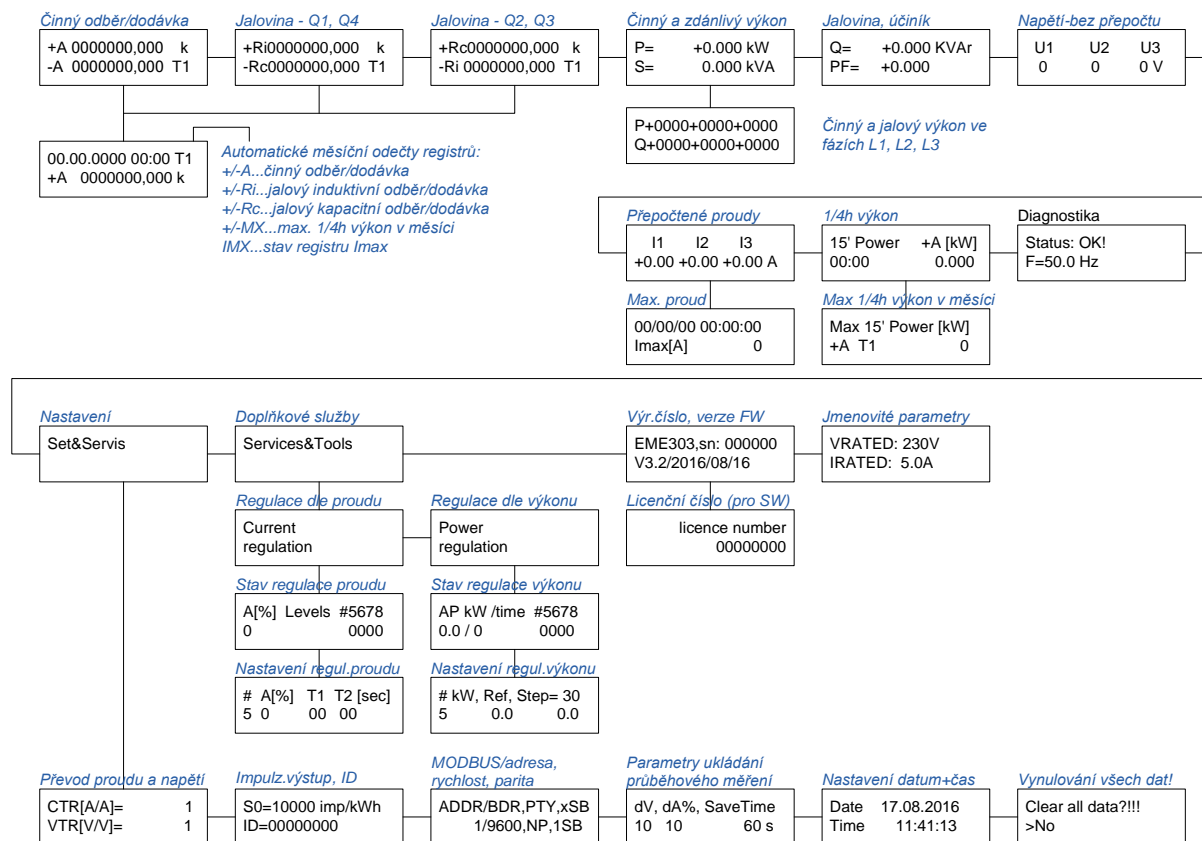 Činný odběr/dodávka
+A 0000000,000 k
-A 0000000,000 T1
Jalovina - Q1, Q4
+Ri0000000,000 k
-Rc0000000,000 T1
Jalovina - Q2, Q3
+Rc0000000,000 k
-Ri 0000000,000 T1
Činný a zdánlivý výkon
P= +0.000 kW
S= 0.000 kVA
Jalovina, účiník
Q= +0.000 KVAr
PF= +0.000
Napětí-bez přepočtu
U1 U2 U3
0 0 0 V
00.00.0000 00:00 T1
+A 0000000,000 k
Automatické měsíční odečty registrů:
+/-A...činný odběr/dodávka
+/-Ri...jalový induktivní odběr/dodávka
+/-Rc...jalový kapacitní odběr/dodávka
+/-MX...max. 1/4h výkon v měsíci
IMX...stav registru Imax
P+0000+0000+0000
Q+0000+0000+0000
Činný a jalový výkon ve
fázích L1, L2, L3
Přepočtené proudy
I1 I2 I3
+0.00 +0.00 +0.00 A
1/4h výkon
15' Power +A [kW]
00:00 0.000
Diagnostika
Status: OK!
F=50.0 Hz
Max. proud
00/00/00 00:00:00
Imax[A] 0
Max 1/4h výkon v měsíci
Max 15' Power [kW]
+A T1 0
Nastavení
Set&Servis
Doplňkové služby
Services&Tools
Výr.číslo, verze FW
EME303,sn: 000000
V3.2/2016/08/16
Jmenovité parametry
VRATED: 230V
IRATED: 5.0A
Regulace dle proudu
Current
regulation
Regulace dle výkonu
Power
regulation
Licenční číslo (pro SW)
licence number
00000000
Stav regulace proudu
A[%] Levels #5678
0 0000
Stav regulace výkonu
AP kW /time #5678
0.0 / 0 0000
Nastavení regul.proudu
# A[%] T1 T2 [sec]
5 0 00 00
Nastavení regul.výkonu
# kW, Ref, Step= 30
5 0.0 0.0
Převod proudu a napětí
CTR[A/A]= 1
VTR[V/V]= 1
Impulz.výstup, ID
S0=10000 imp/kWh
ID=00000000
MODBUS/adresa,
rychlost, parita
ADDR/BDR,PTY,xSB
1/9600,NP,1SB
Parametry ukládání
průběhového měření
dV, dA%, SaveTime
10 10 60 s
Nastavení datum+čas
Date 17.08.2016
Time 11:41:13
Vynulování všech dat!
Clear all data?!!!
>No